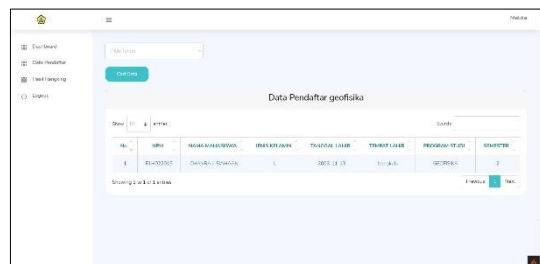 Dashboard
Data Pendaftar
Hasil Rangking
Logout
Cari Data
Data Pendaftar geofisika
Show 10 entries
Search:
No NPM NAMA MAHASISWA JENIS KELAMIN TANGGAL LAHIR TEMPAT LAHIR PROGRAM STUDI SEMESTER
1 L GEOFISIKA
Showing 1 to 1 of 1 entries
Previous 1 Next